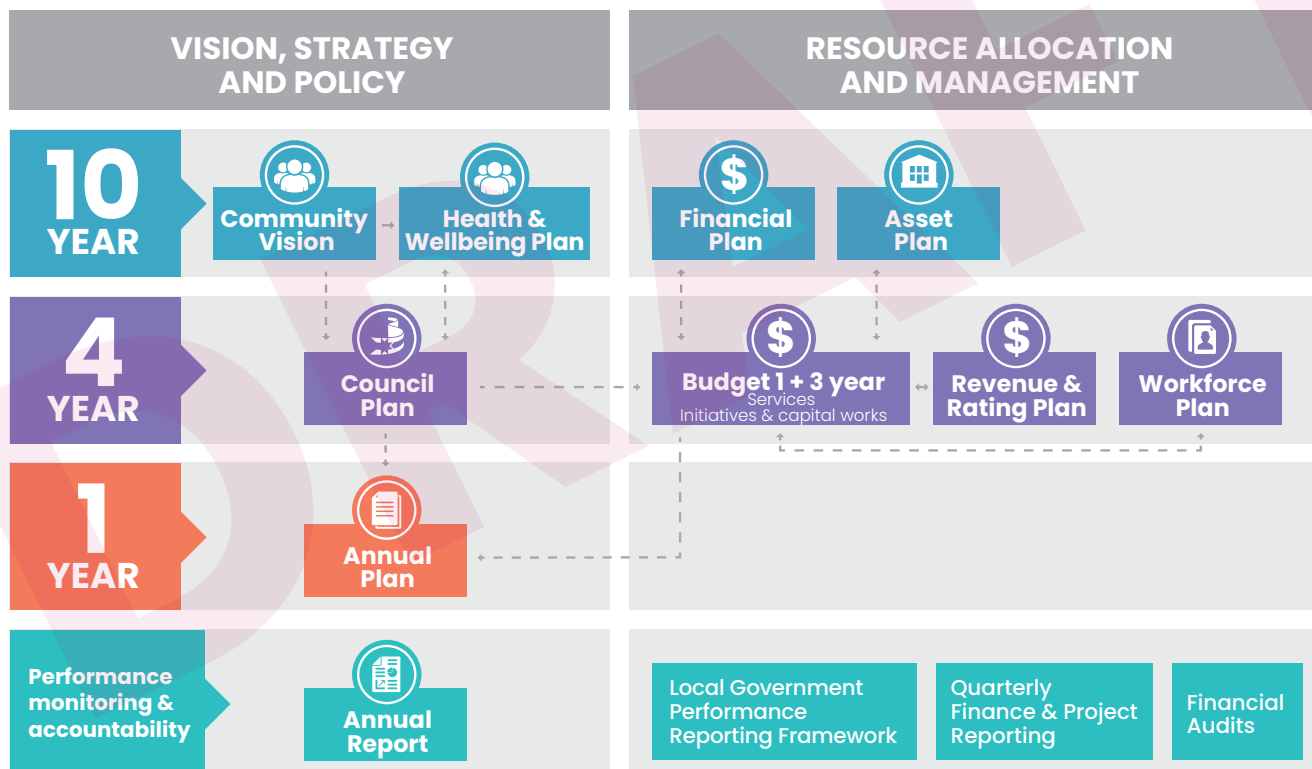 VISION, STRATEGY
AND POLICY
RESOURCE ALLOCATION
AND MANAGEMENT
10
YEAR
Community
Vision
Health &
Wellbeing Plan
Financial
Plan
Asset
Plan
4
YEAR
Council
Plan
Budget 1 + 3 year
Services
Initiatives & capital works
Revenue &
Rating Plan
Workforce
Plan
1
YEAR
Annual
Plan
Performance
monitoring &
accountability
Annual
Report
Local Government
Performance
Reporting Framework
Quarterly
Finance & Project
Reporting
Financial
Audits
DRAFT